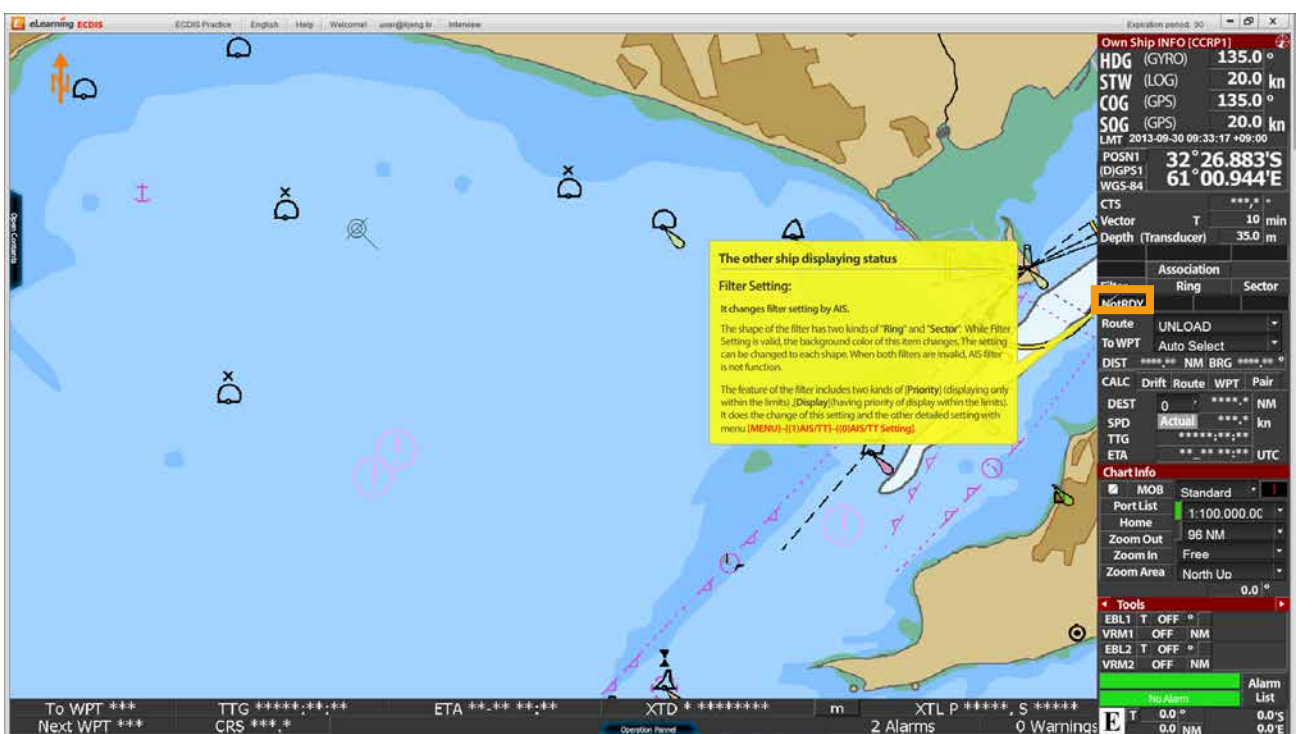 eLearning ECDIS ECDIS Practice English Help Welcome! user@kjeng.kr Interview Expiration period: 90
N
Open Contents
The other ship displaying status
Filter Setting:
It changes filter setting by AIS.
The shape of the filter has two kinds of "Ring" and "Sector". While Filter
Setting is valid, the background color of this item changes. The setting
can be changed to each shape. When both filters are invalid, AIS filter
is not function.
The feature of the filter includes two kinds of [Priority] (displaying only
within the limits) ,[Display](having priority of display within the limits).
It does the change of this setting and the other detailed setting with
menu [MENU]-[(1)AIS/TT]-[(0)AIS/TT Setting].
Own Ship INFO [CCRP1]
HDG (GYRO) 135.0 °
STW (LOG) 20.0 kn
COG (GPS) 135.0 °
SOG (GPS) 20.0 kn
LMT 2013-09-30 09:33:17 +09:00
POSN1 32°26.883'S
(D)GPS1 61°00.944'E
WGS-84
CTS ***.* °
Vector T 10 min
Depth (Transducer) 35.0 m
Association
Filter Ring Sector
NotRDY
Route UNLOAD
To WPT Auto Select
DIST ****.** NM BRG ****.** °
CALC Drift Route WPT Pair
DEST 0 ****.* NM
SPD Actual ***.* kn
TTG *****:**:**
ETA **_** **:** UTC
Chart Info
MOB Standard !
Port List 1:100.000.00
Home 96 NM
Zoom Out
Zoom In Free
Zoom Area North Up
0.0 °
Tools
EBL1 T OFF °
VRM1 OFF NM
EBL2 T OFF °
VRM2 OFF NM
Alarm
No Alarm List
E T 0.0 ° 0.0'S
0.0 NM 0.0'E
To WPT *** TTG *****:**:** ETA **-** **:** XTD * ******** m XTL P *****, S *****
Next WPT *** CRS ***.* Operation Pannel 2 Alarms 0 Warnings